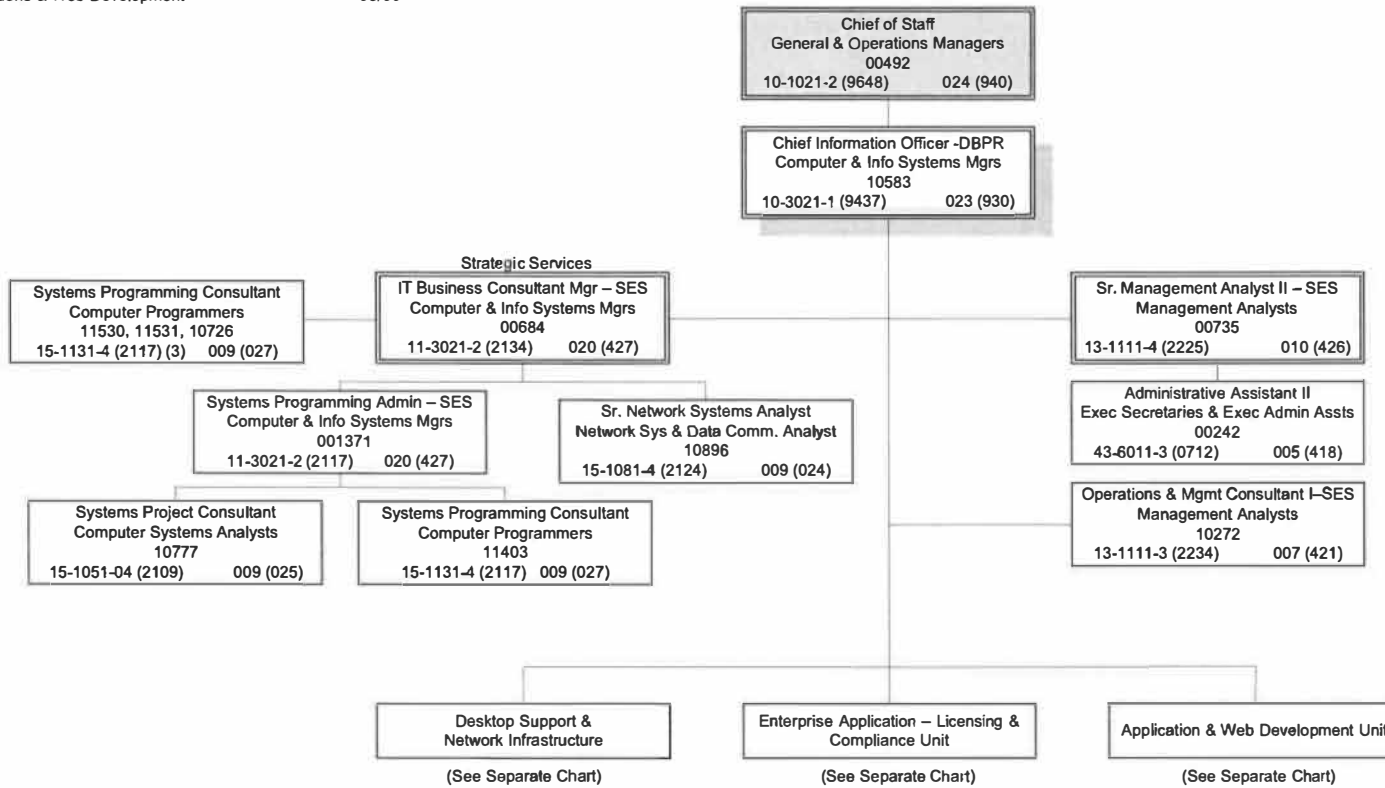 Chief of Staff
General & Operations Managers
00492
10-1021-2 (9648) 024 (940)
Chief Information Officer -DBPR
Computer & Info Systems Mgrs
10583
10-3021-1 (9437) 023 (930)
Strategic Services
Systems Programming Consultant
Computer Programmers
11530, 11531, 10726
15-1131-4 (2117) (3) 009 (027)
IT Business Consultant Mgr – SES
Computer & Info Systems Mgrs
00684
11-3021-2 (2134) 020 (427)
Sr. Management Analyst II – SES
Management Analysts
00735
13-1111-4 (2225) 010 (426)
Systems Programming Admin – SES
Computer & Info Systems Mgrs
001371
11-3021-2 (2117) 020 (427)
Sr. Network Systems Analyst
Network Sys & Data Comm. Analyst
10896
15-1081-4 (2124) 009 (024)
Administrative Assistant II
Exec Secretaries & Exec Admin Assts
00242
43-6011-3 (0712) 005 (418)
Systems Project Consultant
Computer Systems Analysts
10777
15-1051-04 (2109) 009 (025)
Systems Programming Consultant
Computer Programmers
11403
15-1131-4 (2117) 009 (027)
Operations & Mgmt Consultant I–SES
Management Analysts
10272
13-1111-3 (2234) 007 (421)
Desktop Support &
Network Infrastructure
(See Separate Chart)
Enterprise Application – Licensing &
Compliance Unit
(See Separate Chart)
Application & Web Development Unit
(See Separate Chart)